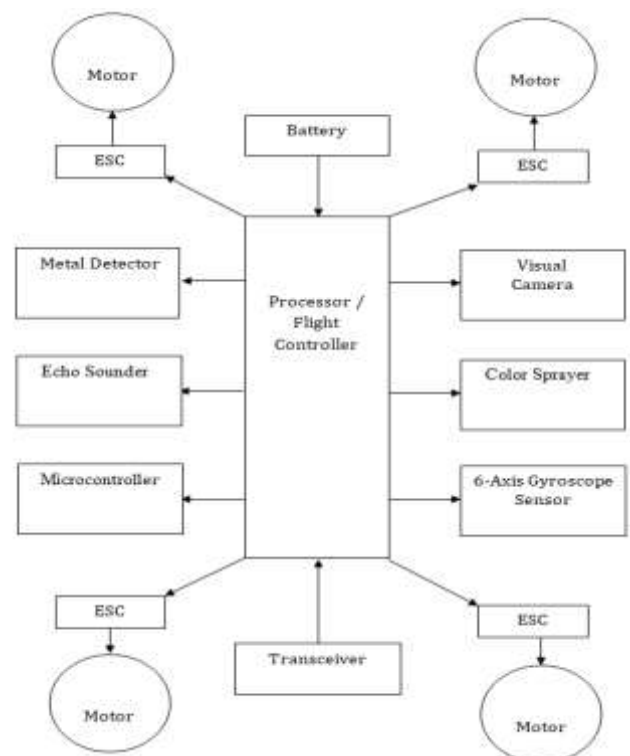 Motor
Motor
Battery
ESC
ESC
Metal Detector
Visual
Camera
Processor /
Flight
Controller
Echo Sounder
Color Sprayer
Microcontroller
6-Axis Gyroscope
Sensor
ESC
ESC
Transceiver
Motor
Motor